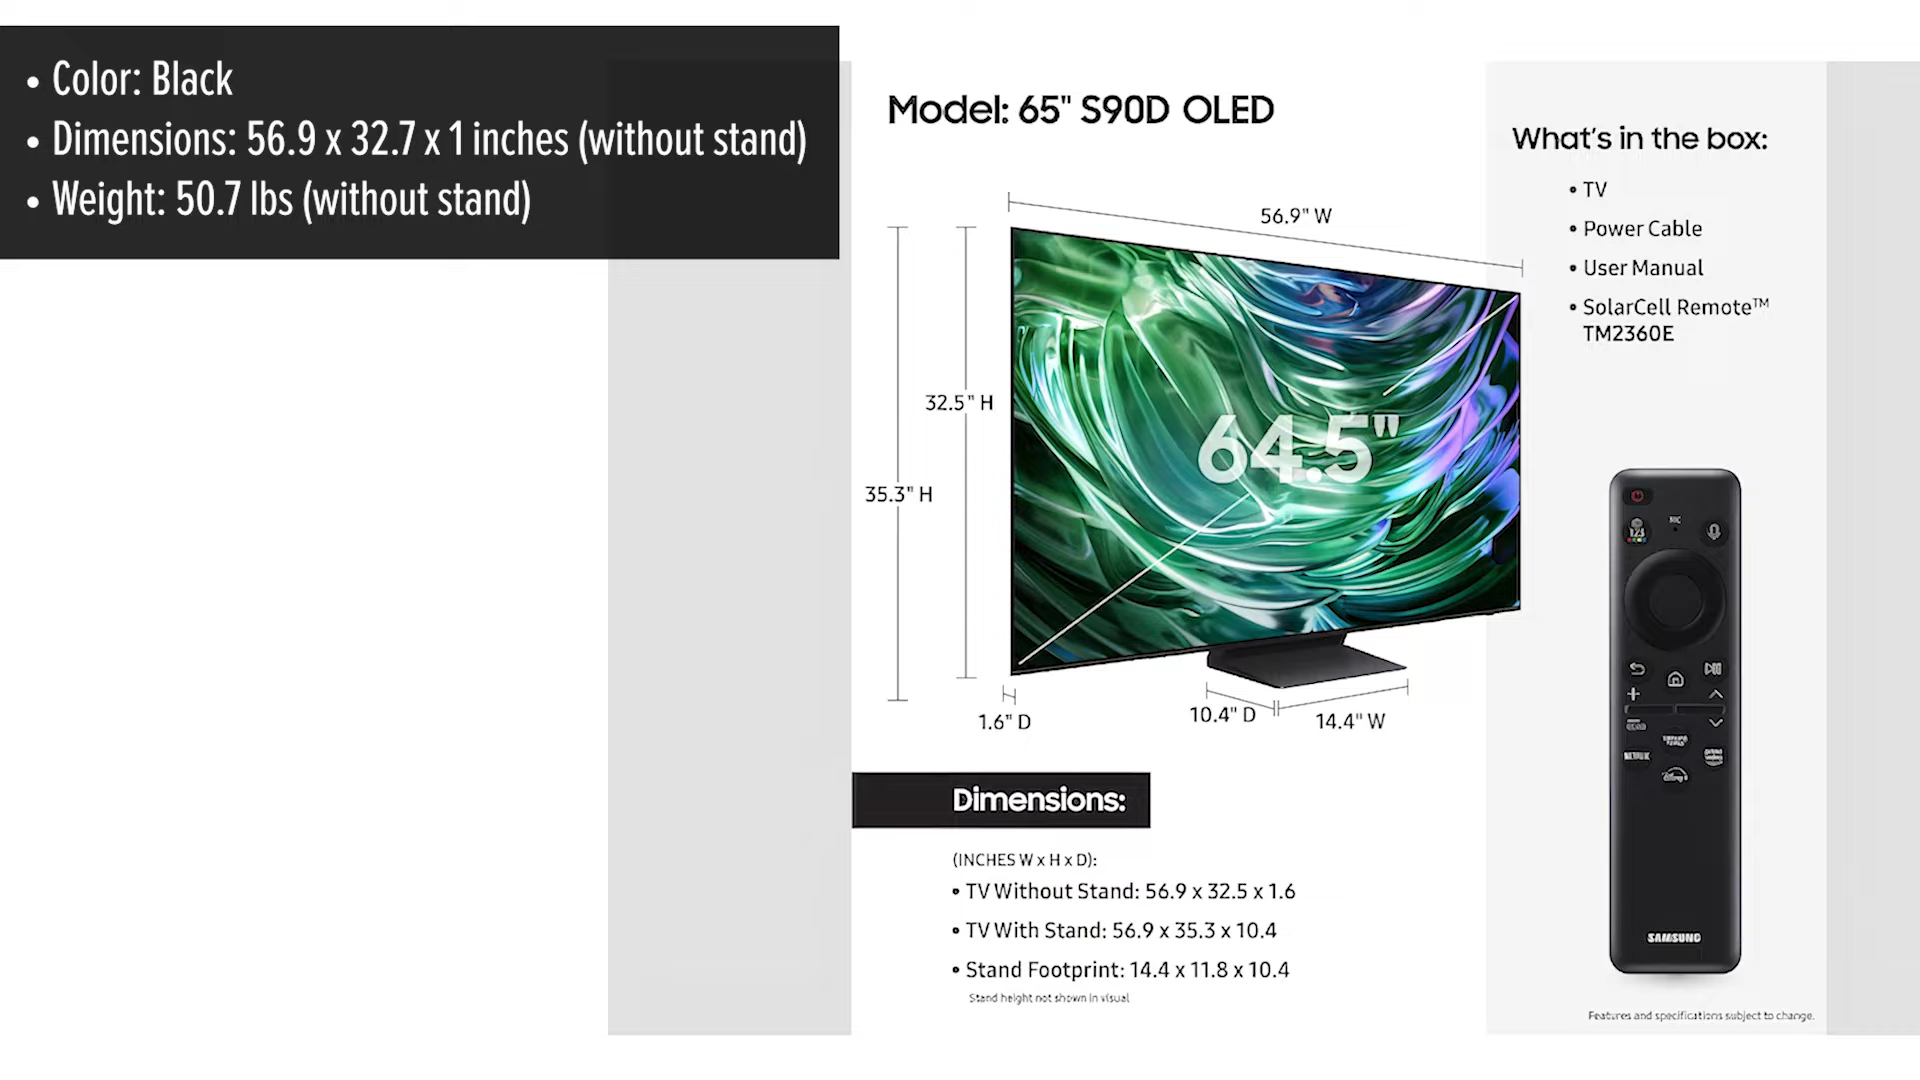 • Color: Black
• Dimensions: 56.9 x 32.7 x 1 inches (without stand)
• Weight: 50.7 lbs (without stand)
Model: 65" S90D OLED
56.9" W
32.5" H
35.3" H
64.5"
1.6" D
10.4" D
14.4" W
Dimensions:
(INCHES W x H x D):
• TV Without Stand: 56.9 x 32.5 x 1.6
• TV With Stand: 56.9 x 35.3 x 10.4
• Stand Footprint: 14.4 x 11.8 x 10.4
Stand height not shown in visual
What's in the box:
• TV
• Power Cable
• User Manual
• SolarCell Remote™
TM2360E
MIC
123
NETFLIX
Disney+
SAMSUNG
Features and specifications subject to change.